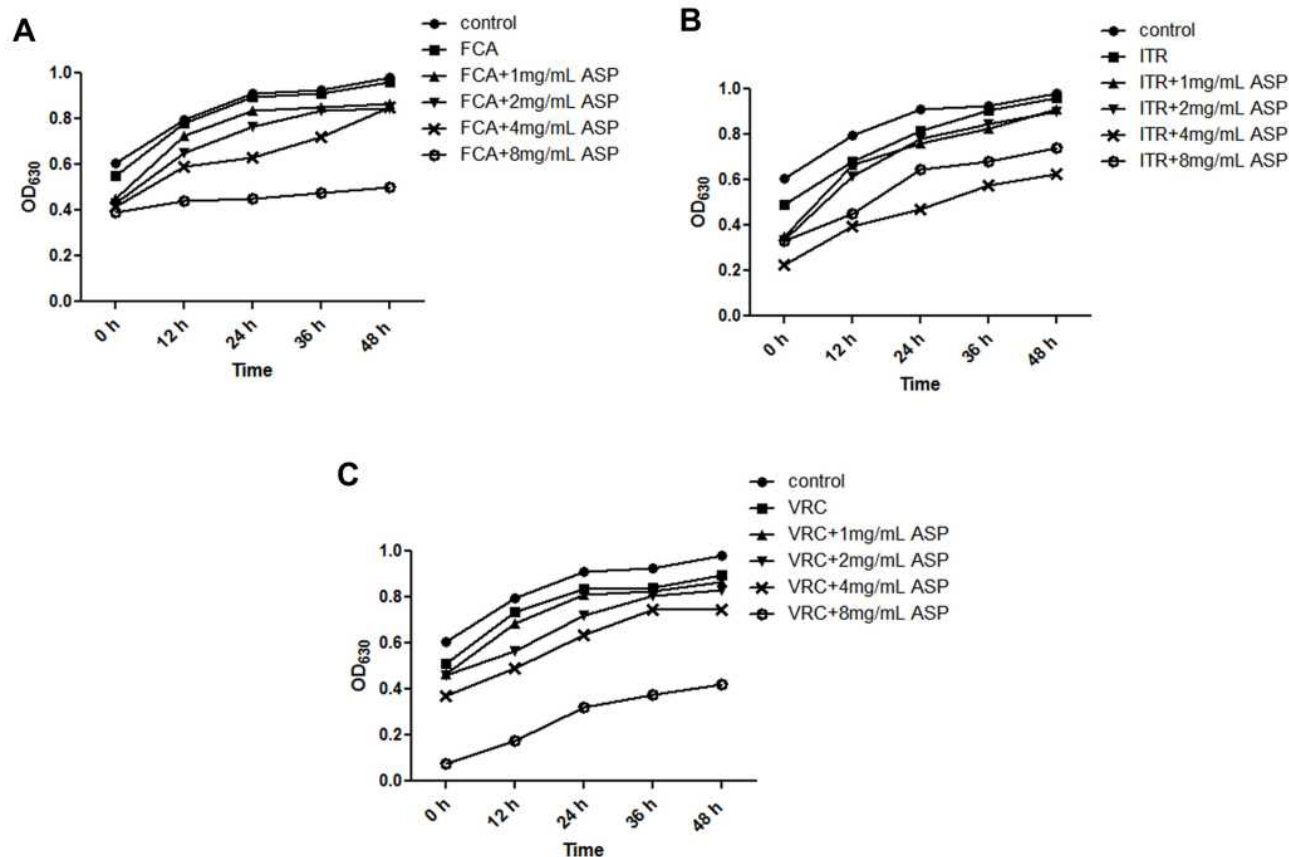 A
control
FCA
FCA+1mg/mL ASP
FCA+2mg/mL ASP
FCA+4mg/mL ASP
FCA+8mg/mL ASP
1.0
0.8
0.6
0.4
0.2
0.0
OD630
0 h
12 h
24 h
36 h
48 h
Time
B
control
ITR
ITR+1mg/mL ASP
ITR+2mg/mL ASP
ITR+4mg/mL ASP
ITR+8mg/mL ASP
1.0
0.8
0.6
0.4
0.2
0.0
OD630
0 h
12 h
24 h
36 h
48 h
Time
C
control
VRC
VRC+1mg/mL ASP
VRC+2mg/mL ASP
VRC+4mg/mL ASP
VRC+8mg/mL ASP
1.0
0.8
0.6
0.4
0.2
0.0
OD630
0 h
12 h
24 h
36 h
48 h
Time